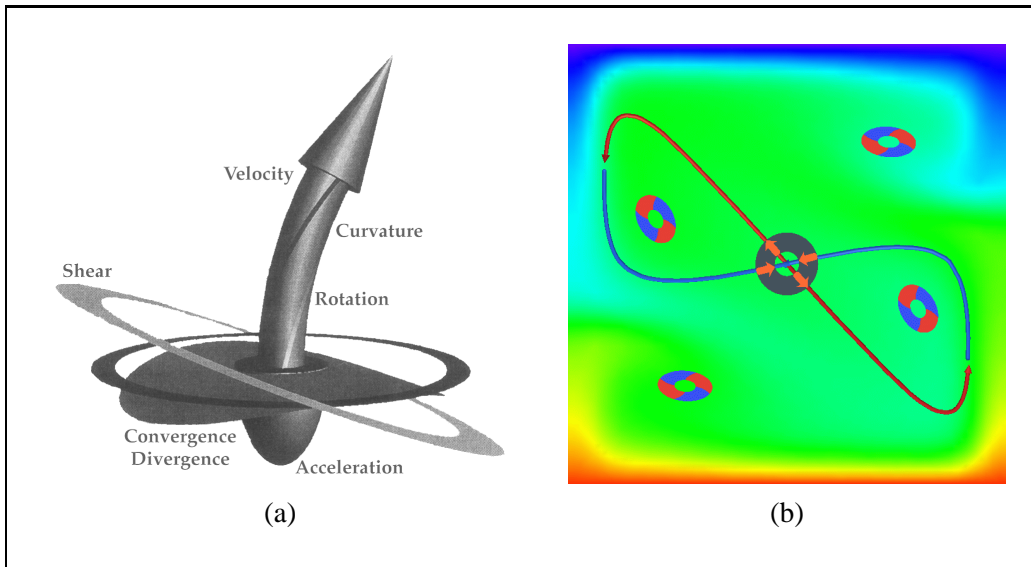 Velocity
Curvature
Shear
Rotation
Convergence
Divergence
Acceleration
(a)
(b)